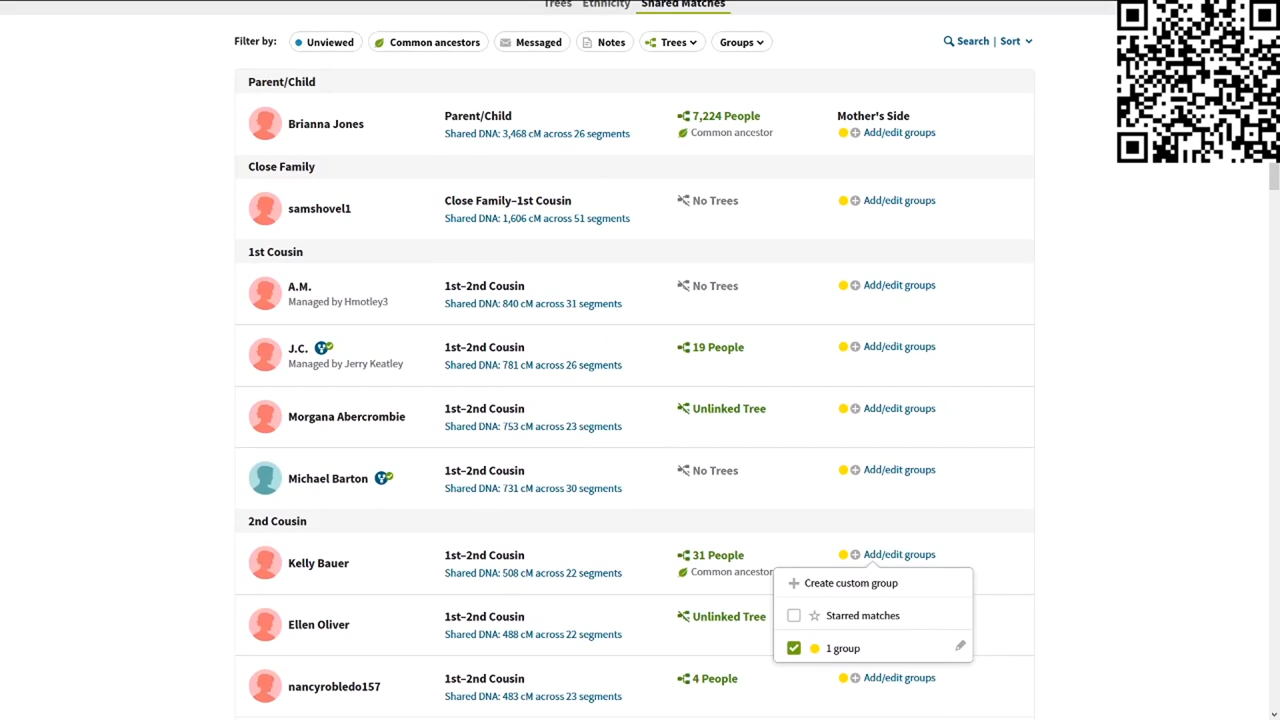 Trees Ethnicity Shared Matches
Filter by: Unviewed Common ancestors Messaged Notes Trees Groups Search | Sort
Parent/Child
Brianna Jones
Parent/Child
Shared DNA: 3,468 cM across 26 segments
7,224 People
Common ancestor
Mother's Side
Add/edit groups
Close Family
samshovel1
Close Family–1st Cousin
Shared DNA: 1,606 cM across 51 segments
No Trees
Add/edit groups
1st Cousin
A.M.
Managed by Hmotley3
1st–2nd Cousin
Shared DNA: 840 cM across 31 segments
No Trees
Add/edit groups
J.C.
Managed by Jerry Keatley
1st–2nd Cousin
Shared DNA: 781 cM across 26 segments
19 People
Add/edit groups
Morgana Abercrombie
1st–2nd Cousin
Shared DNA: 753 cM across 23 segments
Unlinked Tree
Add/edit groups
Michael Barton
1st–2nd Cousin
Shared DNA: 731 cM across 30 segments
No Trees
Add/edit groups
2nd Cousin
Kelly Bauer
1st–2nd Cousin
Shared DNA: 508 cM across 22 segments
31 People
Common ancestor
Add/edit groups
Create custom group
Starred matches
1 group
Ellen Oliver
1st–2nd Cousin
Shared DNA: 488 cM across 22 segments
Unlinked Tree
nancyrobledo157
1st–2nd Cousin
Shared DNA: 483 cM across 23 segments
4 People
Add/edit groups